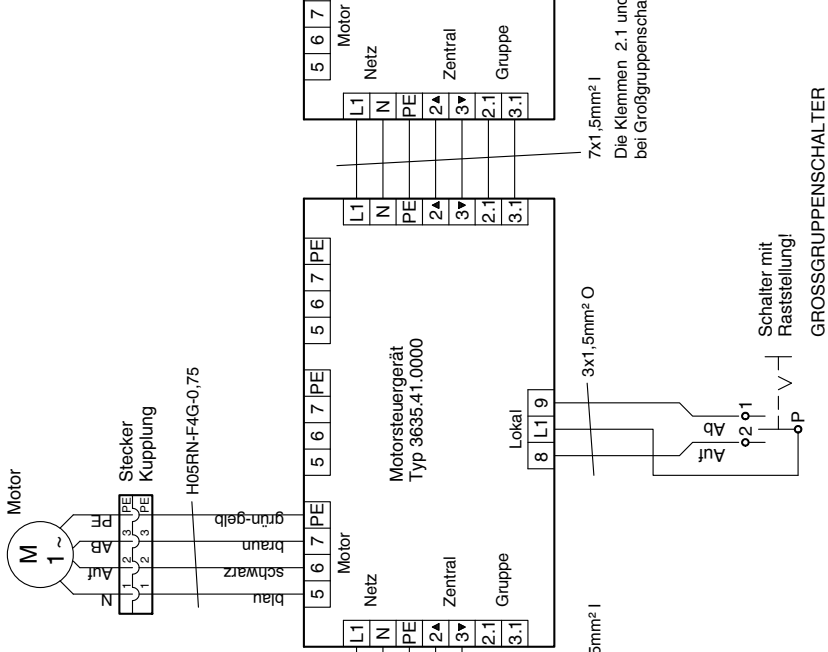 Motor
M
1~
N
Auf
AB
PE
1 2 3 PE
1 2 3 PE
Stecker
Kupplung
H05RN-F4G-0,75
blau
schwarz
braun
grün-gelb
5 6 7 PE
5 6 7 PE
5 6 7 PE
Motor
Netz
Zentral
Gruppe
L1
N
PE
2▲
3▼
2.1
3.1
Motorsteuergerät
Typ 3635.41.0000
L1
N
PE
2▲
3▼
2.1
3.1
Lokal
8 L1 9
5mm² I
3x1,5mm² O
Auf
Ab
2
1
P
Schalter mit
Raststellung!
GROSSGRUPPENSCHALTER
5 6 7
Motor
Netz
Zentral
Gruppe
L1
N
PE
2▲
3▼
2.1
3.1
7x1,5mm² I
Die Klemmen 2.1 und
bei Großgruppenscha